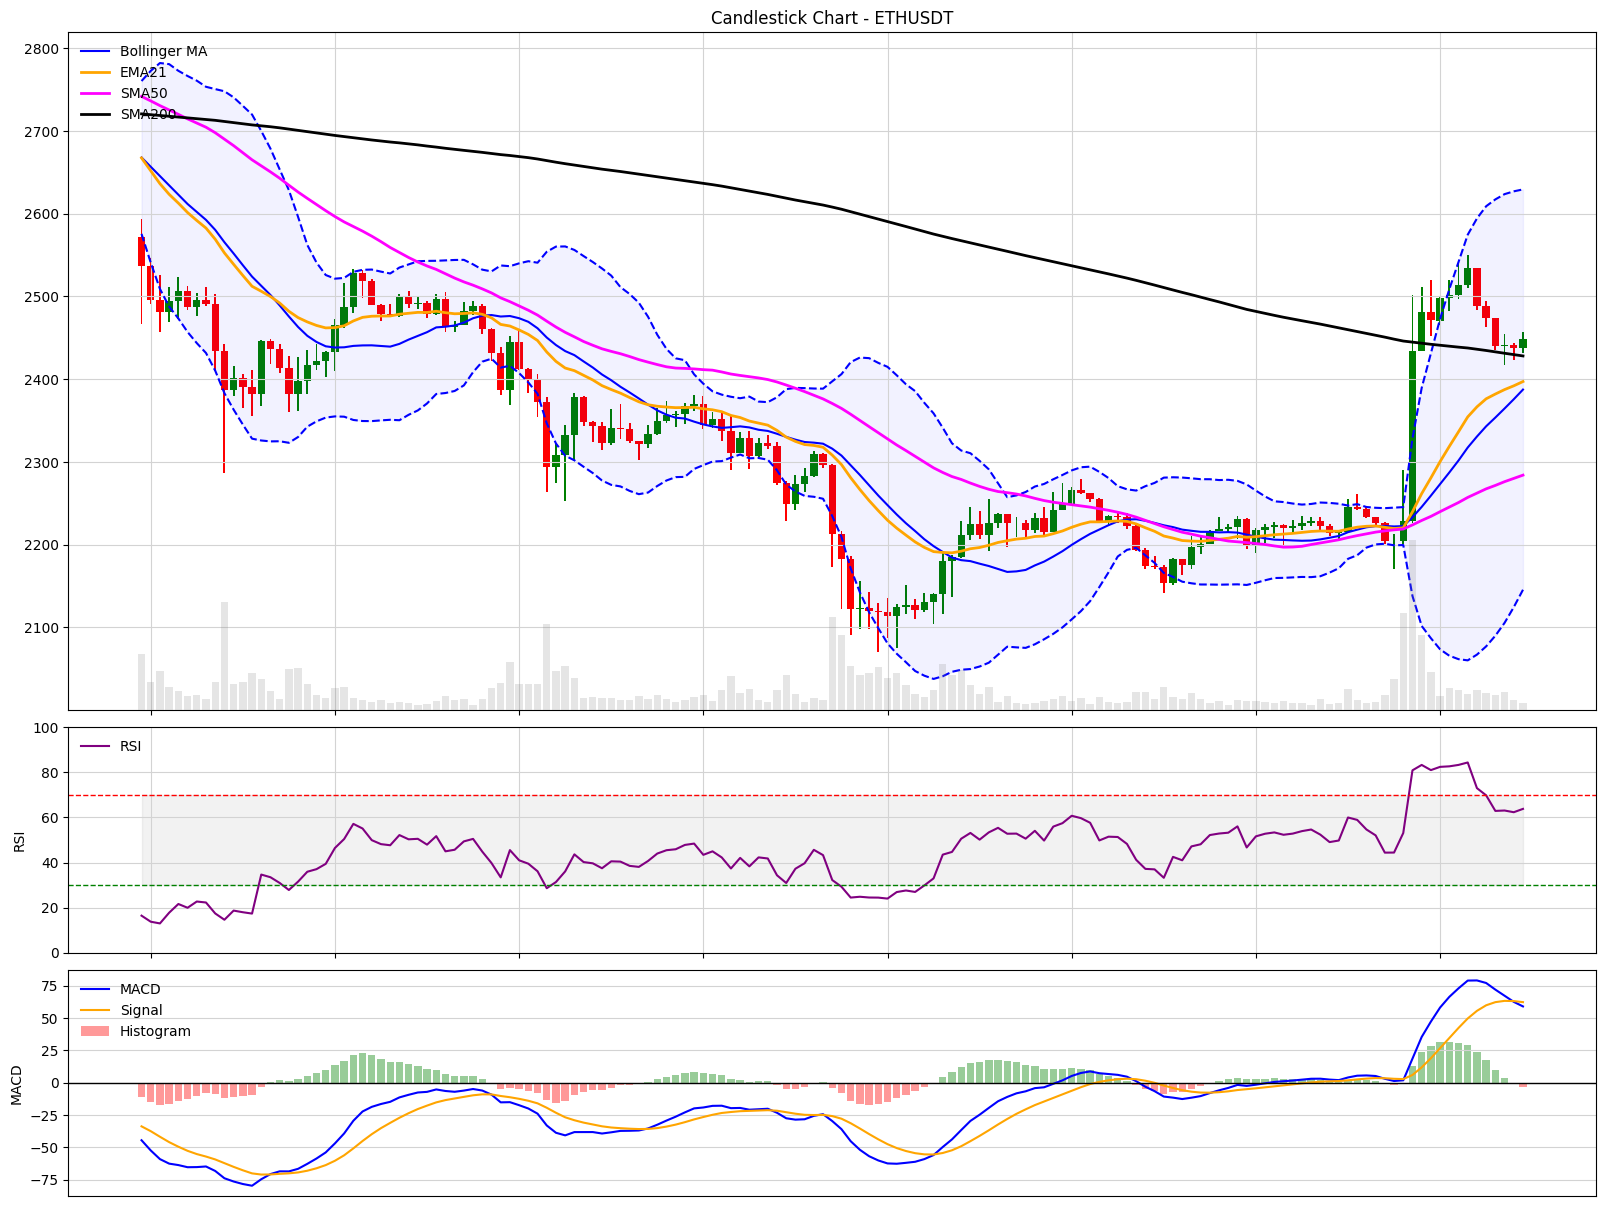 Candlestick Chart - ETHUSDT
Bollinger MA
EMA21
SMA50
SMA200
2800
2700
2600
2500
2400
2300
2200
2100
RSI
RSI
100
80
60
40
20
0
MACD
Signal
Histogram
MACD
75
50
25
0
−25
−50
−75